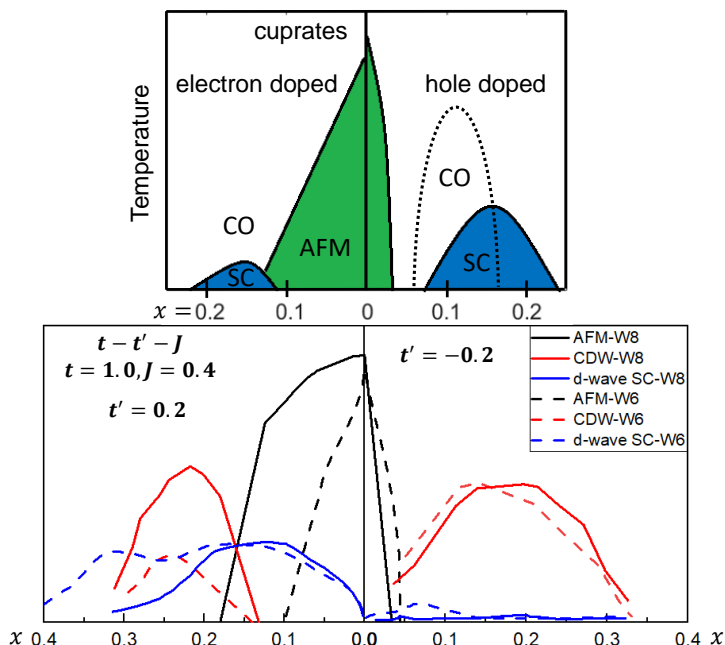 cuprates
electron doped
hole doped
Temperature
CO
CO
AFM
SC
SC
x = 0.2 0.1 0 0.1 0.2
t − t′ − J
t = 1.0, J = 0.4
t′ = 0.2
t′ = −0.2
AFM-W8
CDW-W8
d-wave SC-W8
AFM-W6
CDW-W6
d-wave SC-W6
x 0.4 0.3 0.2 0.1 0.0 0.1 0.2 0.3 0.4 x